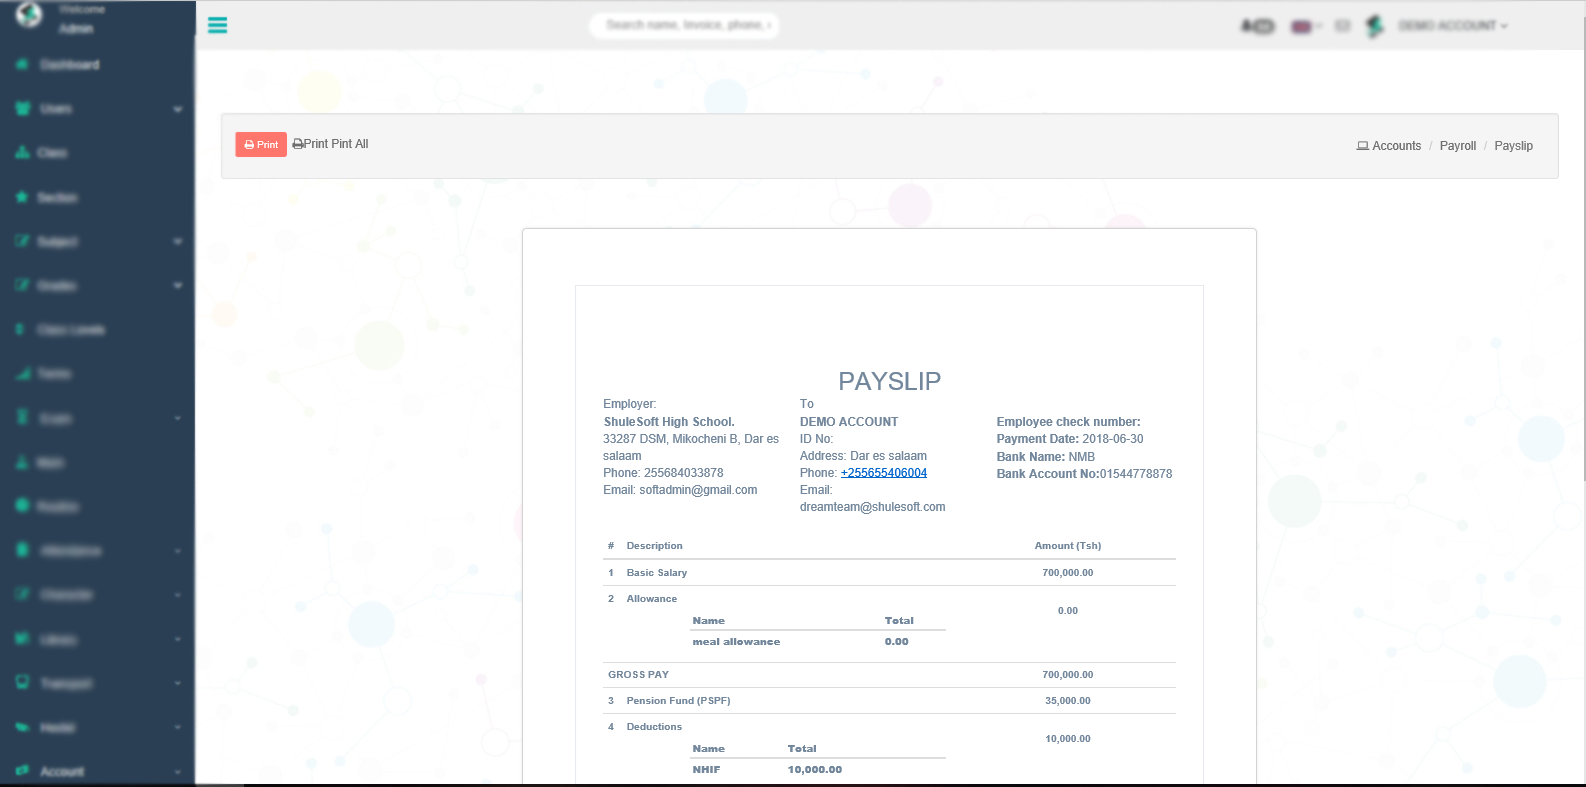 Welcome
Admin
Search name, Invoice, phone,
DEMO ACCOUNT
Dashboard
Users
Class
Section
Subject
Grades
Class Levels
Terms
Exam
Mark
Routine
Attendance
Character
Library
Transport
Hostel
Account
Print
Print Pint All
Accounts / Payroll / Payslip
PAYSLIP
Employer:
ShuleSoft High School.
33287 DSM, Mikocheni B, Dar es
salaam
Phone: 255684033878
Email: softadmin@gmail.com
To
DEMO ACCOUNT
ID No:
Address: Dar es salaam
Phone: +255655406004
Email:
dreamteam@shulesoft.com
Employee check number:
Payment Date: 2018-06-30
Bank Name: NMB
Bank Account No:01544778878
# Description Amount (Tsh)
1 Basic Salary 700,000.00
2 Allowance
0.00
Name Total
meal allowance 0.00
GROSS PAY 700,000.00
3 Pension Fund (PSPF) 35,000.00
4 Deductions
10,000.00
Name Total
NHIF 10,000.00